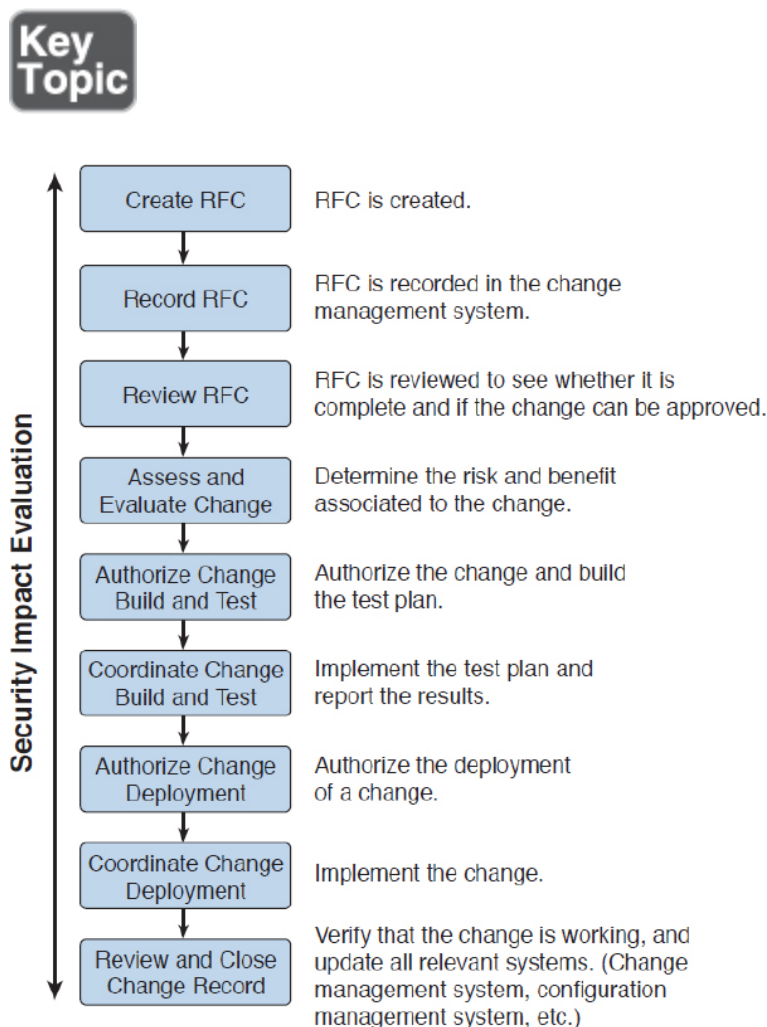 Key
Topic
Create RFC
RFC is created.
Record RFC
RFC is recorded in the change
management system.
Review RFC
RFC is reviewed to see whether it is
complete and if the change can be approved.
Assess and
Evaluate Change
Determine the risk and benefit
associated to the change.
Authorize Change
Build and Test
Authorize the change and build
the test plan.
Coordinate Change
Build and Test
Implement the test plan and
report the results.
Authorize Change
Deployment
Authorize the deployment
of a change.
Coordinate Change
Deployment
Implement the change.
Review and Close
Change Record
Verify that the change is working, and
update all relevant systems. (Change
management system, configuration
management system, etc.)
Security Impact Evaluation